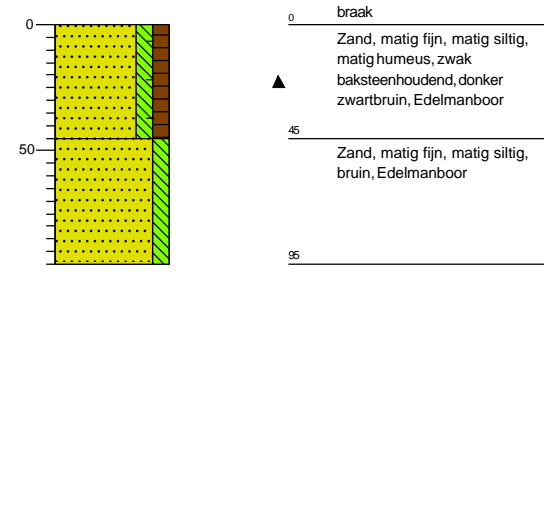 0
50
0
braak
Zand, matig fijn, matig siltig,
matig humeus, zwak
baksteenhoudend, donker
zwartbruin, Edelmanboor
45
Zand, matig fijn, matig siltig,
bruin, Edelmanboor
95